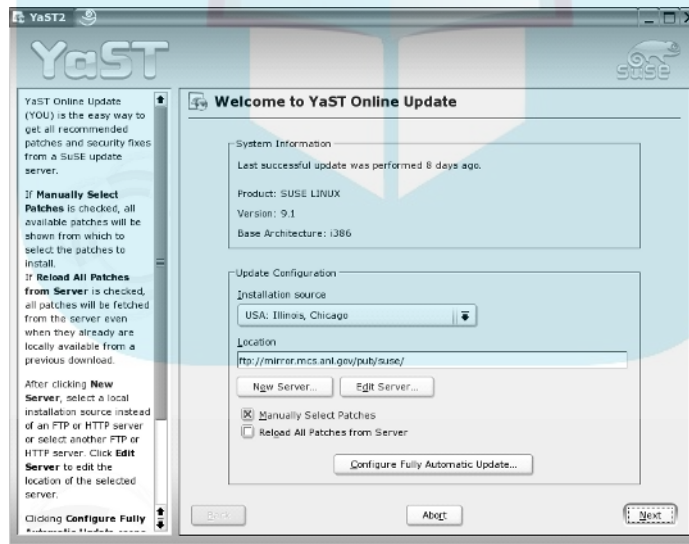 YaST2
YaST
SUSE
YaST Online Update
(YOU) is the easy way to
get all recommended
patches and security fixes
from a SuSE update
server.
If Manually Select
Patches is checked, all
available patches will be
shown from which to
select the patches to
install.
If Reload All Patches
from Server is checked,
all patches will be fetched
from the server even
when they already are
locally available from a
previous download.
After clicking New
Server, select a local
installation source instead
of an FTP or HTTP server
or select another FTP or
HTTP server. Click Edit
Server to edit the
location of the selected
server.
Clicking Configure Fully
Welcome to YaST Online Update
System Information
Last successful update was performed 8 days ago.
Product: SUSE LINUX
Version: 9.1
Base Architecture: i386
Update Configuration
Installation source
USA: Illinois, Chicago
Location
ftp://mirror.mcs.anl.gov/pub/suse/
New Server... Edit Server...
Manually Select Patches
Reload All Patches from Server
Configure Fully Automatic Update...
Back Abort Next